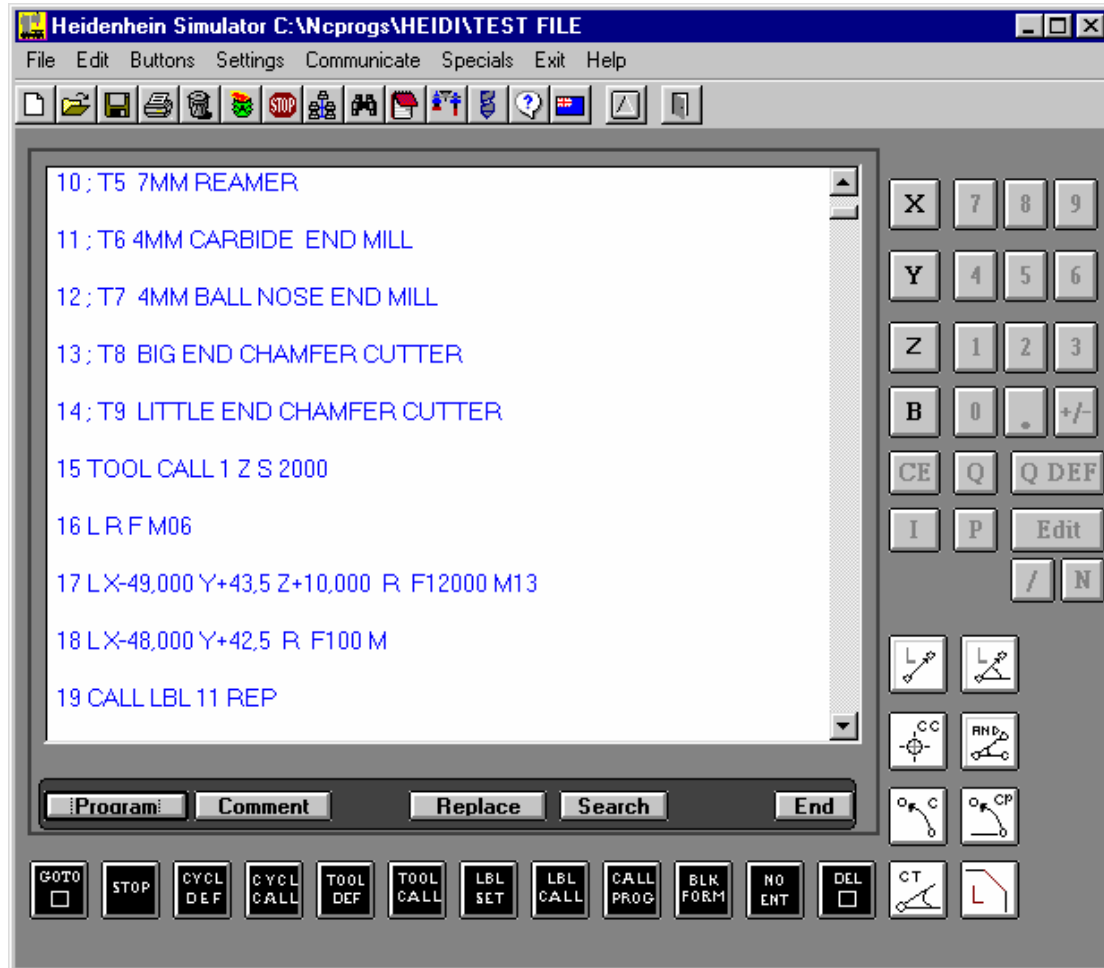 Heidenhein Simulator C:\Ncprogs\HEIDI\TEST FILE
File Edit Buttons Settings Communicate Specials Exit Help
STOP
10 ; T5 7MM REAMER
11 ; T6 4MM CARBIDE END MILL
12 ; T7 4MM BALL NOSE END MILL
13 ; T8 BIG END CHAMFER CUTTER
14 ; T9 LITTLE END CHAMFER CUTTER
15 TOOL CALL 1 Z S 2000
16 L R F M06
17 L X-49,000 Y+43,5 Z+10,000 R F12000 M13
18 L X-48,000 Y+42,5 R F100 M
19 CALL LBL 11 REP
Program Comment Replace Search End
X 7 8 9
Y 4 5 6
Z 1 2 3
B 0 . +/-
CE Q Q DEF
I P Edit
/ N
L L
CC RND
C CP
CT L
GOTO STOP CYCL DEF CYCL CALL TOOL DEF TOOL CALL LBL SET LBL CALL CALL PROG BLK FORM NO ENT DEL